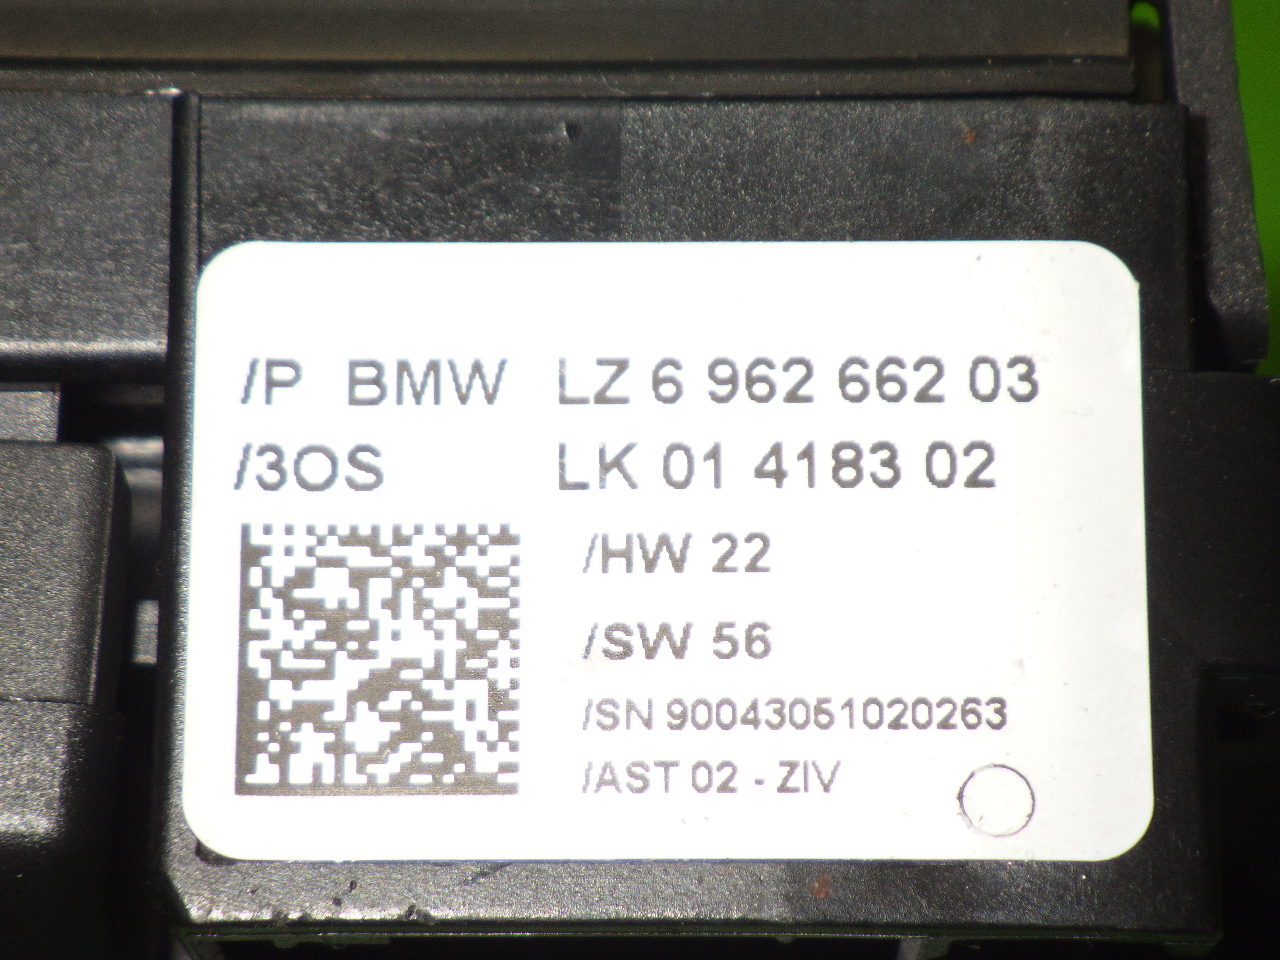 /P BMW LZ 6 962 662 03
/3OS LK 01 4183 02
/HW 22
/SW 56
/SN 90043051020263
/AST 02 - ZIV